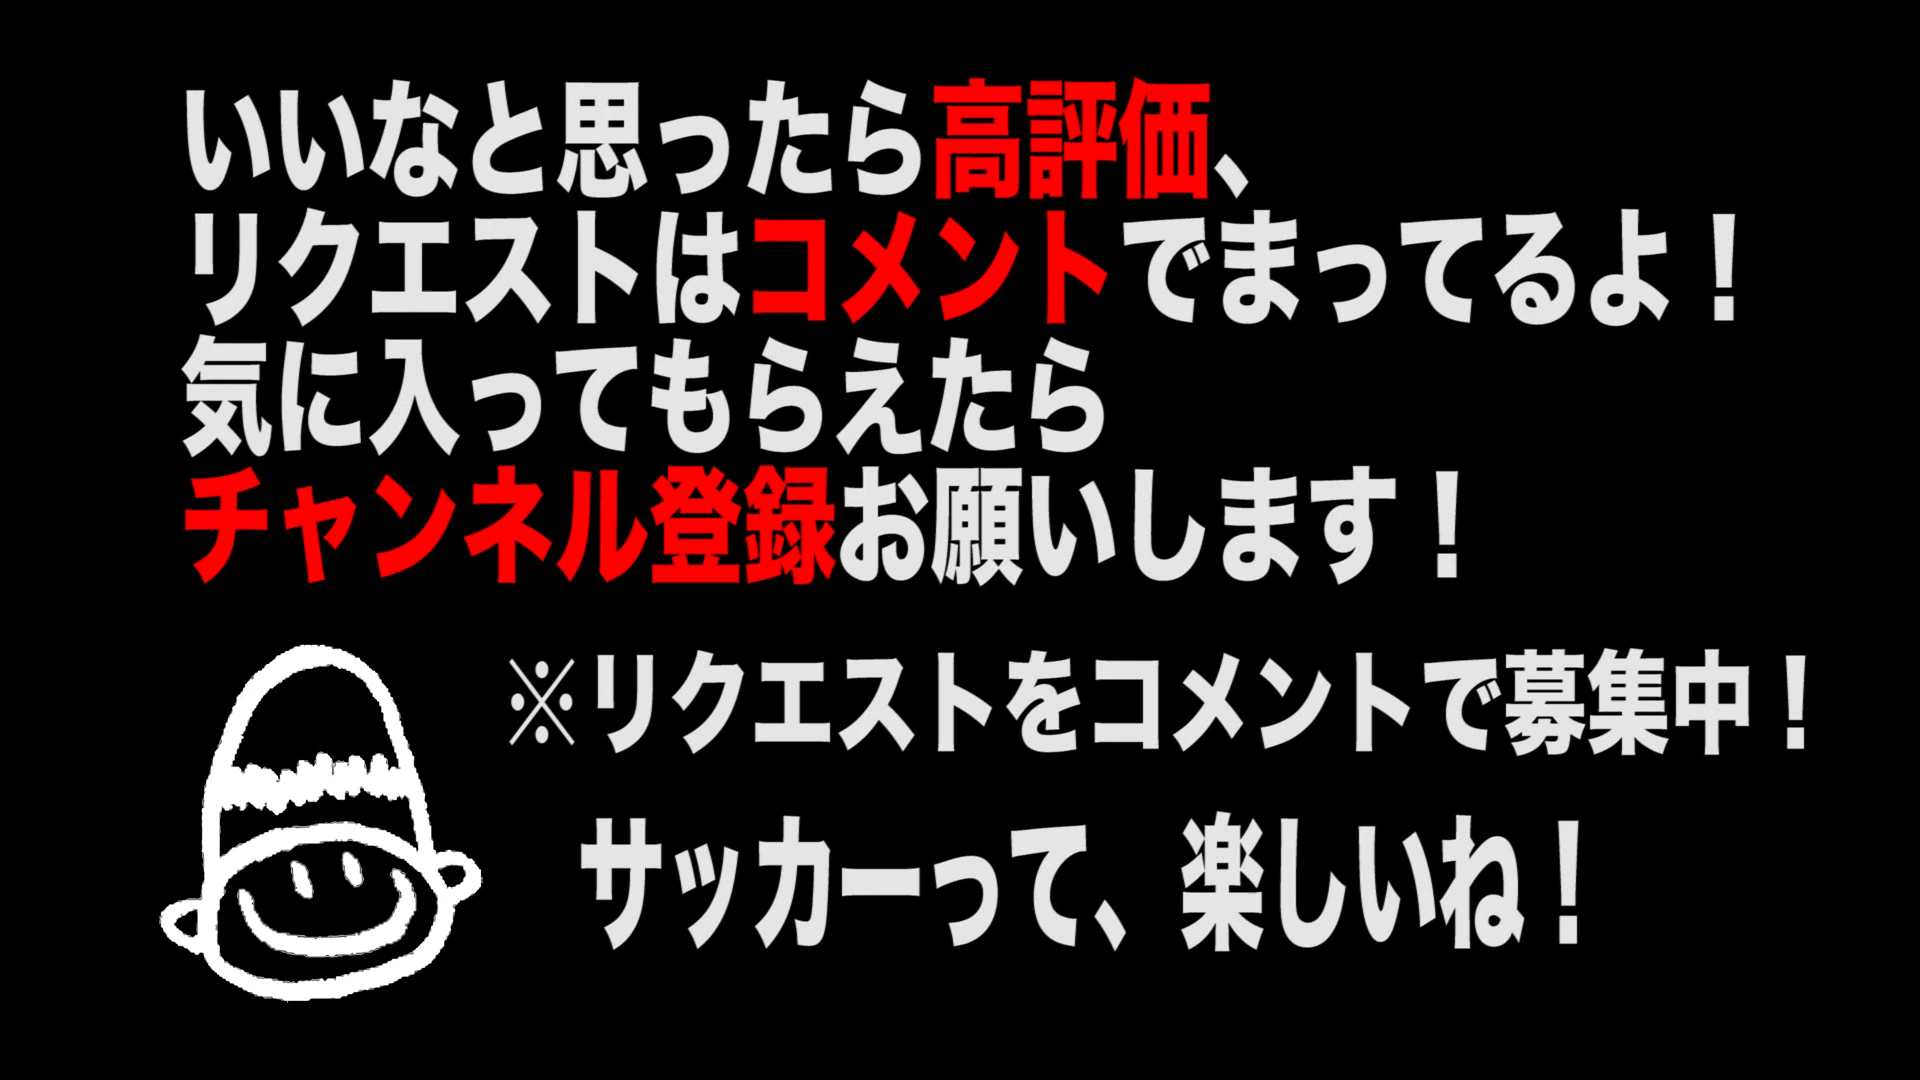 いいなと思ったら高評価、
リクエストはコメントでまってるよ！
気に入ってもらえたら
チャンネル登録お願いします！
※リクエストをコメントで募集中！
サッカーって、楽しいね！